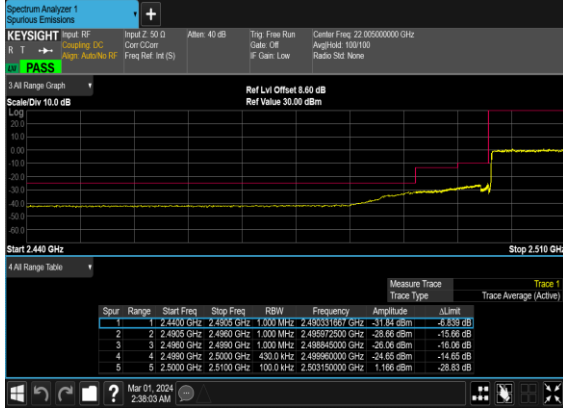 Spectrum Analyzer 1
Spurious Emissions
+
KEYSIGHT Input: RF Input Z: 50 Ω Atten: 40 dB Trig: Free Run Center Freq: 22.005000000 GHz
R T Coupling: DC Corr CCorr Gate: Off Avg|Hold: 100/100
Align: Auto/No RF Freq Ref: Int (S) IF Gain: Low Radio Std: None
PASS
3 All Range Graph
Ref Lvl Offset 8.60 dB
Scale/Div 10.0 dB Ref Value 30.00 dBm
Log
20.0
10.0
0.00
-10.0
-20.0
-30.0
-40.0
-50.0
-60.0
Start 2.440 GHz Stop 2.510 GHz
4 All Range Table
Measure Trace Trace 1
Trace Type Trace Average (Active)
Spur Range Start Freq Stop Freq RBW Frequency Amplitude ΔLimit
1 1 2.4400 GHz 2.4905 GHz 1.000 MHz 2.490331667 GHz -31.84 dBm -6.839 dB
2 2 2.4905 GHz 2.4960 GHz 1.000 MHz 2.495972500 GHz -28.66 dBm -15.66 dB
3 3 2.4960 GHz 2.4990 GHz 1.000 MHz 2.498845000 GHz -26.06 dBm -16.06 dB
4 4 2.4990 GHz 2.5000 GHz 430.0 kHz 2.499960000 GHz -24.65 dBm -14.65 dB
5 5 2.5000 GHz 2.5100 GHz 100.0 kHz 2.503150000 GHz 1.166 dBm -28.83 dB
?
Mar 01, 2024
2:38:03 AM